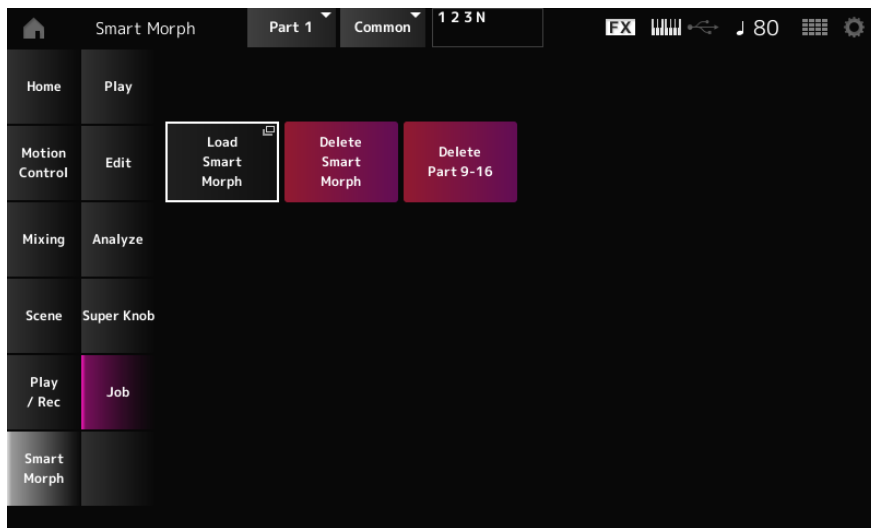 Smart Morph
Part 1
Common
1 2 3 N
FX
80
Home
Play
Motion
Control
Edit
Load
Smart
Morph
Delete
Smart
Morph
Delete
Part 9-16
Mixing
Analyze
Scene
Super Knob
Play
/ Rec
Job
Smart
Morph